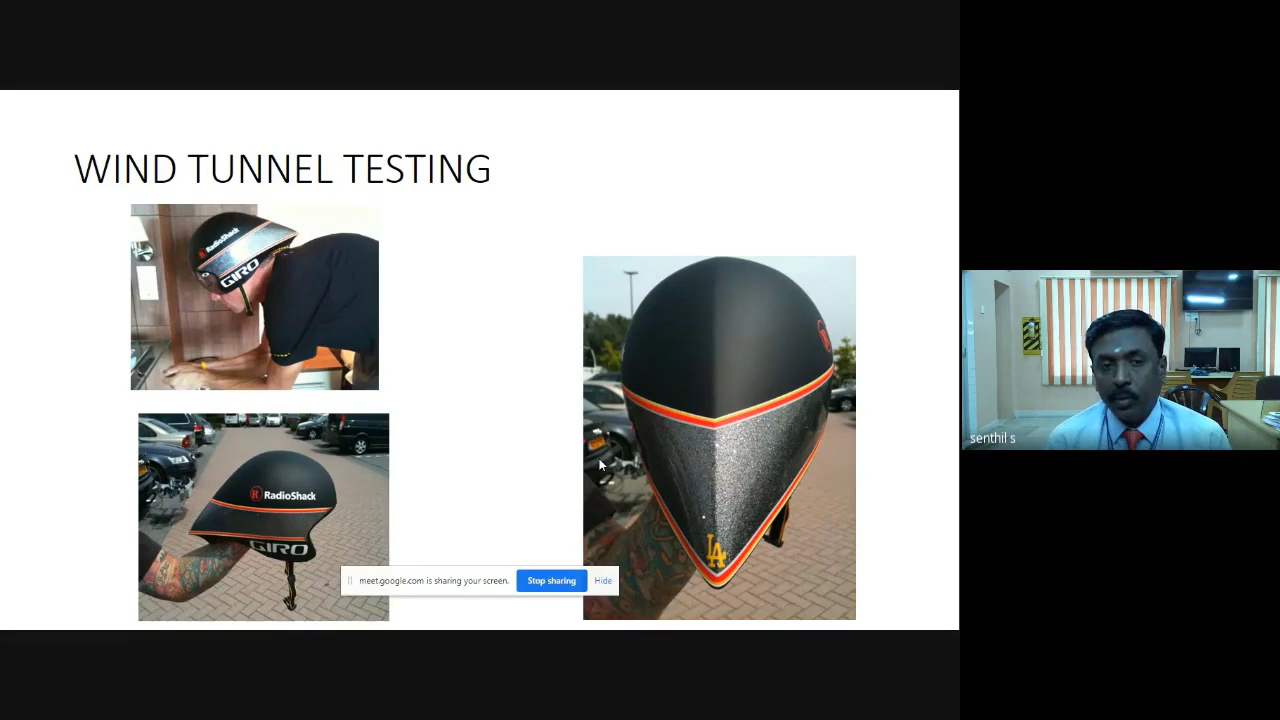 WIND TUNNEL TESTING
RadioShack
GIRO
R RadioShack
GIRO
R
LA
meet.google.com is sharing your screen. Stop sharing Hide
senthil s